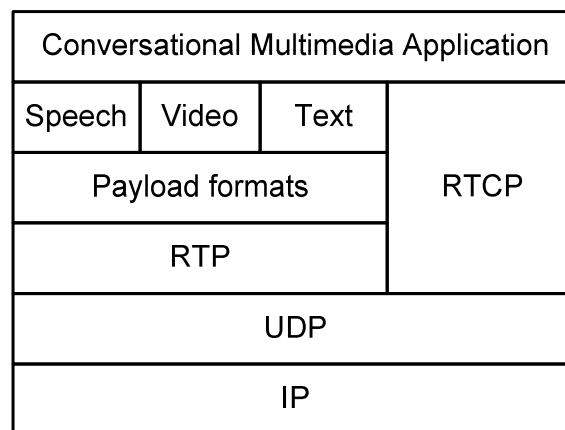 Conversational Multimedia Application
Speech Video Text
Payload formats
RTCP
RTP
UDP
IP